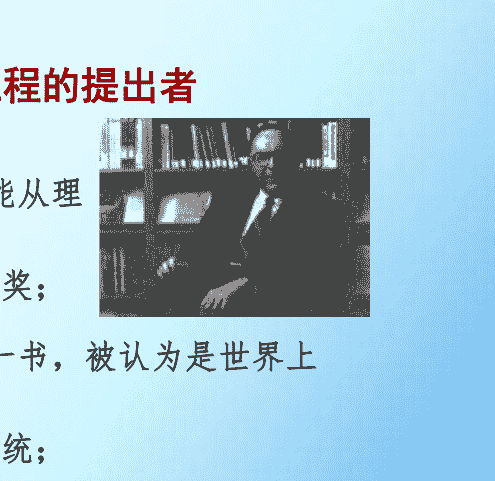 程的提出者
能从理
奖；
一书，被认为是世界上
统；